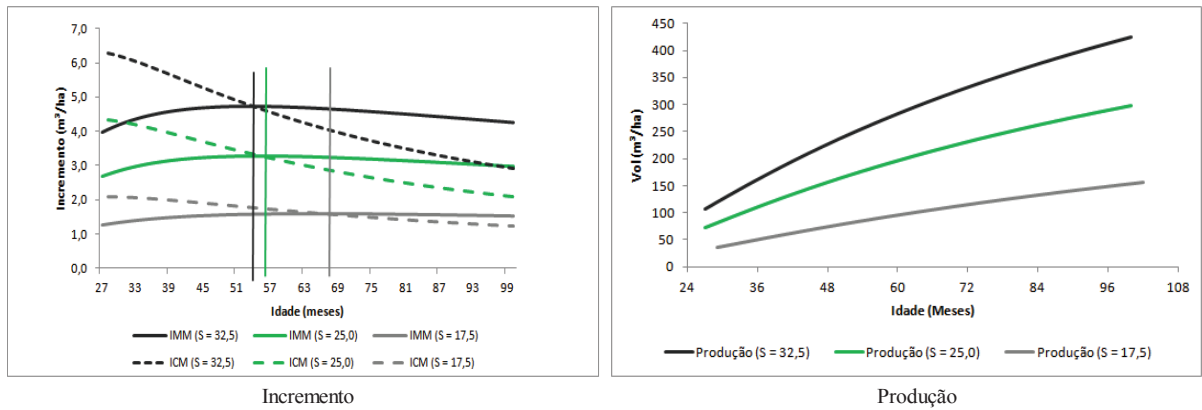 7,0
6,0
5,0
4,0
3,0
2,0
1,0
0,0
Incremento (m³/ha)
27 33 39 45 51 57 63 69 75 81 87 93 99
Idade (meses)
IMM (S = 32,5) IMM (S = 25,0) IMM (S = 17,5)
ICM (S = 32,5) ICM (S = 25,0) ICM (S = 17,5)
Incremento
450
400
350
300
250
200
150
100
50
0
Vol (m³/ha)
24 36 48 60 72 84 96 108
Idade (Meses)
Produção (S = 32,5) Produção (S = 25,0) Produção (S = 17,5)
Produção